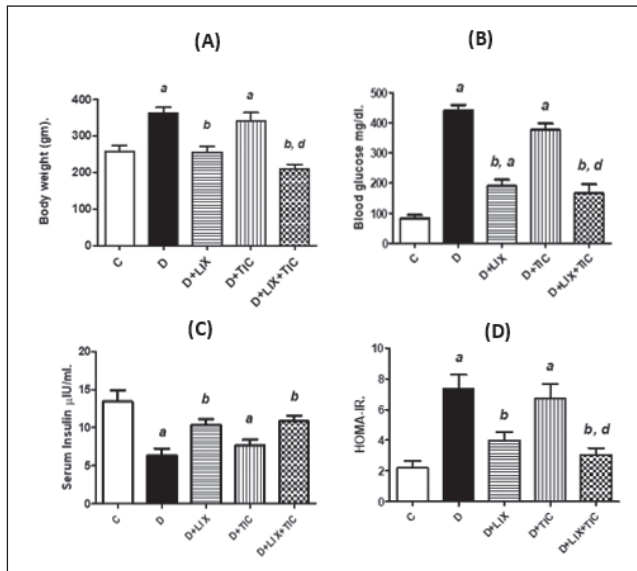 (A)
Body weight (gm).
400
300
200
100
0
a
b
a
b, d
C
D
D+LIX
D+TIC
D+LIX+TIC
(B)
Blood glucose mg/dl.
500
400
300
200
100
0
a
b, a
a
b, d
C
D
D+LIX
D+TIC
D+LIX+TIC
(C)
Serum Insulin µIU/ml.
20
15
10
5
0
a
b
a
b
C
D
D+LIX
D+TIC
D+LIX+TIC
(D)
HOMA-IR.
10
8
6
4
2
0
a
b
a
b, d
C
D
D+LIX
D+TIC
D+LIX+TIC